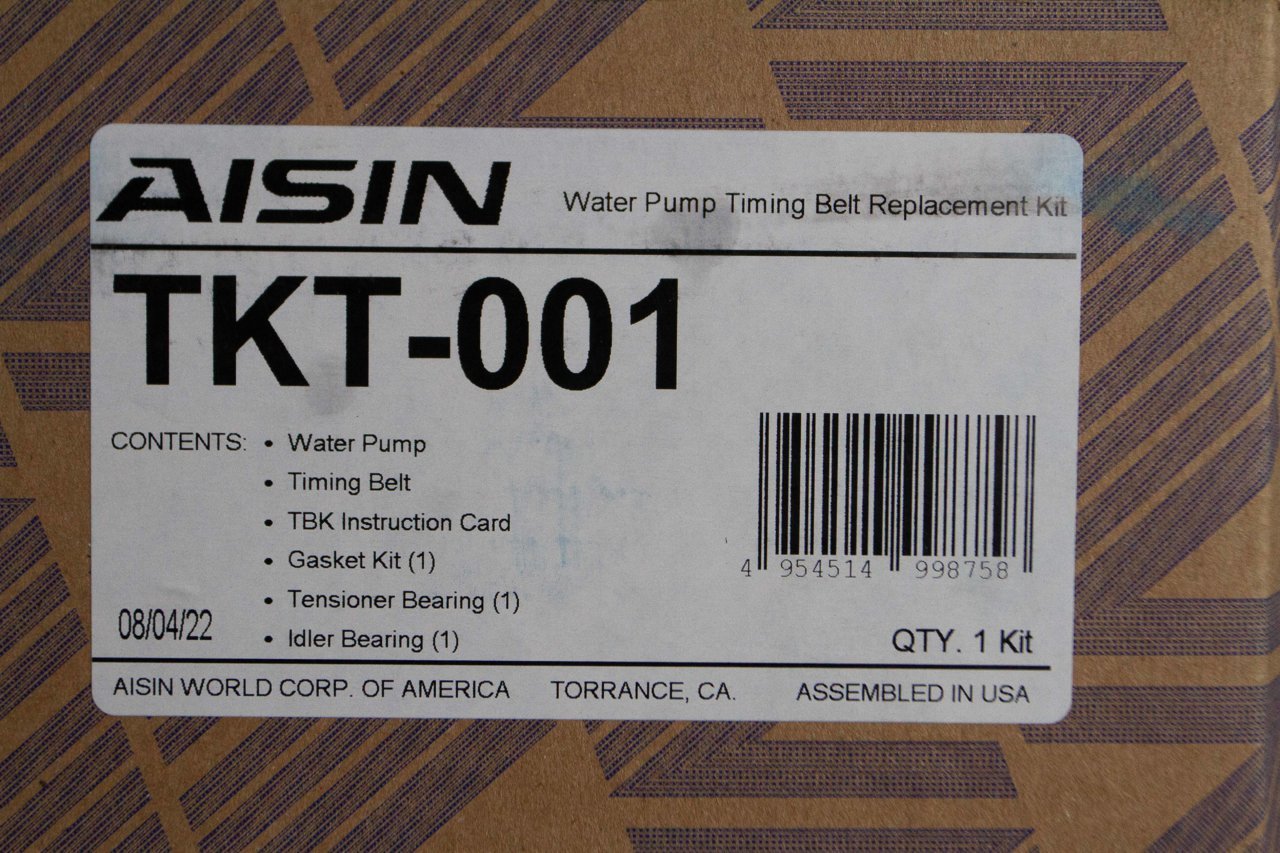 AISIN Water Pump Timing Belt Replacement Kit
TKT-001
CONTENTS: • Water Pump
• Timing Belt
• TBK Instruction Card
• Gasket Kit (1)
• Tensioner Bearing (1)
• Idler Bearing (1)
08/04/22
4 954514 998758
QTY. 1 Kit
AISIN WORLD CORP. OF AMERICA TORRANCE, CA. ASSEMBLED IN USA